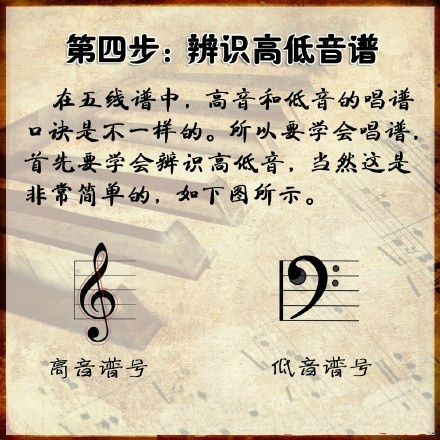 第四步：辨识高低音谱
在五线谱中，高音和低音的唱谱
口诀是不一样的。所以要学会唱谱，
首先要学会辨识高低音，当然这是
非常简单的，如下图所示。
高音谱号 低音谱号